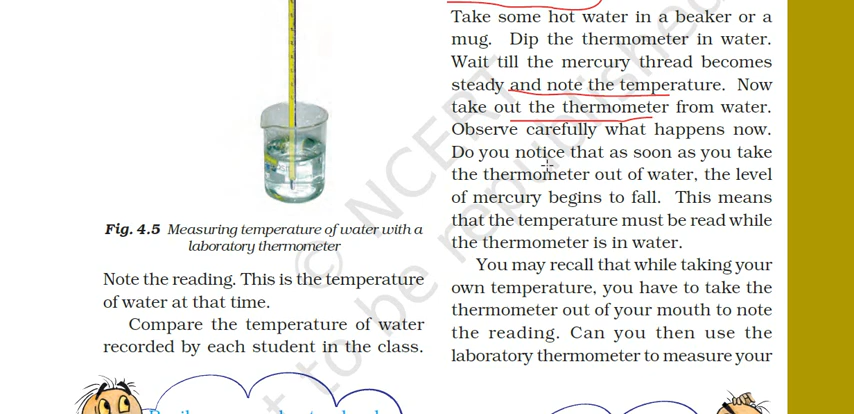 Fig. 4.5 Measuring temperature of water with a
laboratory thermometer
Note the reading. This is the temperature
of water at that time.
Compare the temperature of water
recorded by each student in the class.
Take some hot water in a beaker or a
mug. Dip the thermometer in water.
Wait till the mercury thread becomes
steady and note the temperature. Now
take out the thermometer from water.
Observe carefully what happens now.
Do you notice that as soon as you take
the thermometer out of water, the level
of mercury begins to fall. This means
that the temperature must be read while
the thermometer is in water.
You may recall that while taking your
own temperature, you have to take the
thermometer out of your mouth to note
the reading. Can you then use the
laboratory thermometer to measure your
© NCERT
to be republished